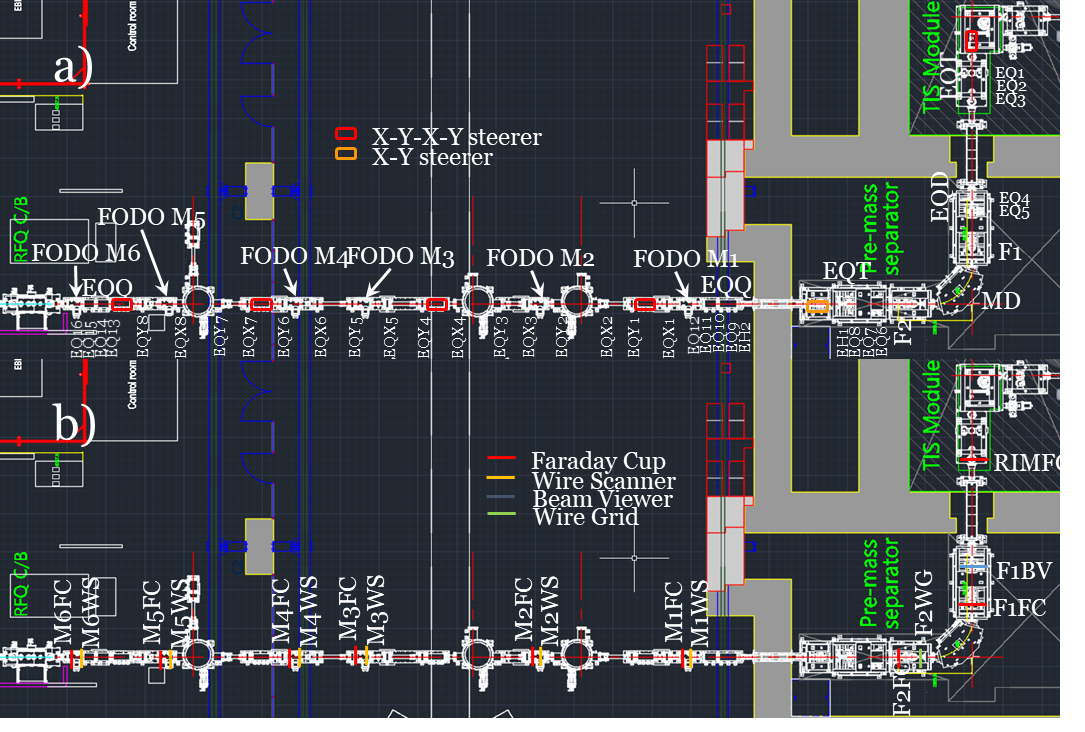 a)
EBI
Control room
X-Y-X-Y steerer
X-Y steerer
TIS Module
EQT
EQ1
EQ2
EQ3
EQD
EQ4
EQ5
F1
MD
Pre-mass
separator
EQT
F2
RFQ C/B
FODO M6
FODO M5
FODO M4
FODO M3
FODO M2
FODO M1
EQQ
EQQ
EQ16
EQ15
EQ14
EQ13
EQY8
EQX8
EQY7
EQX7
EQY6
EQX6
EQY5
EQX5
EQY4
EQX4
EQY3
EQX3
EQY2
EQX2
EQY1
EQX1
EQ12
EQ11
EQ10
EQ9
EH2
EH1
EQ8
EQ7
EQ6
b)
EBI
Control room
Faraday Cup
Wire Scanner
Beam Viewer
Wire Grid
TIS Module
RIMFC
F1BV
F1FC
Pre-mass
separator
F2WG
F2FC
RFQ C/B
M6FC
M6WS
M5FC
M5WS
M4FC
M4WS
M3FC
M3WS
M2FC
M2WS
M1FC
M1WS